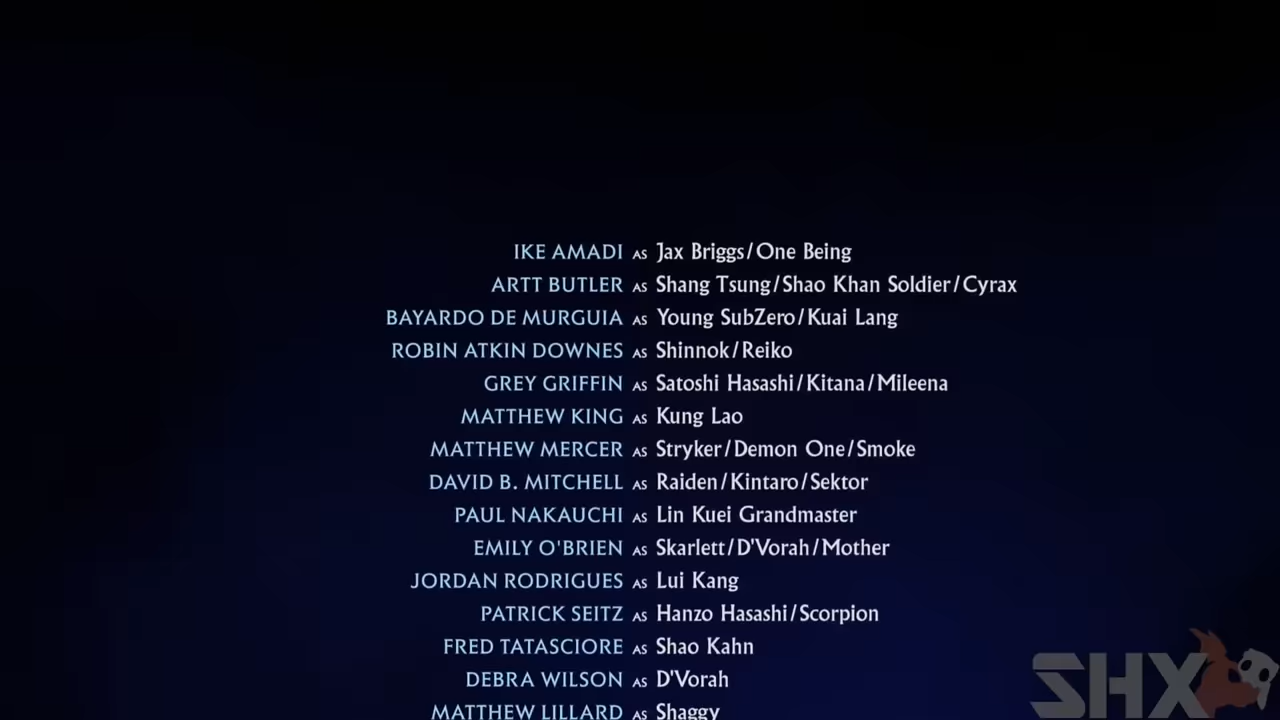 IKE AMADI AS Jax Briggs/One Being
ARTT BUTLER AS Shang Tsung/Shao Khan Soldier/Cyrax
BAYARDO DE MURGUIA AS Young SubZero/Kuai Lang
ROBIN ATKIN DOWNES AS Shinnok/Reiko
GREY GRIFFIN AS Satoshi Hasashi/Kitana/Mileena
MATTHEW KING AS Kung Lao
MATTHEW MERCER AS Stryker/Demon One/Smoke
DAVID B. MITCHELL AS Raiden/Kintaro/Sektor
PAUL NAKAUCHI AS Lin Kuei Grandmaster
EMILY O'BRIEN AS Skarlett/D'Vorah/Mother
JORDAN RODRIGUES AS Lui Kang
PATRICK SEITZ AS Hanzo Hasashi/Scorpion
FRED TATASCIORE AS Shao Kahn
DEBRA WILSON AS D'Vorah
MATTHEW LILLARD AS Shaggy
SHX